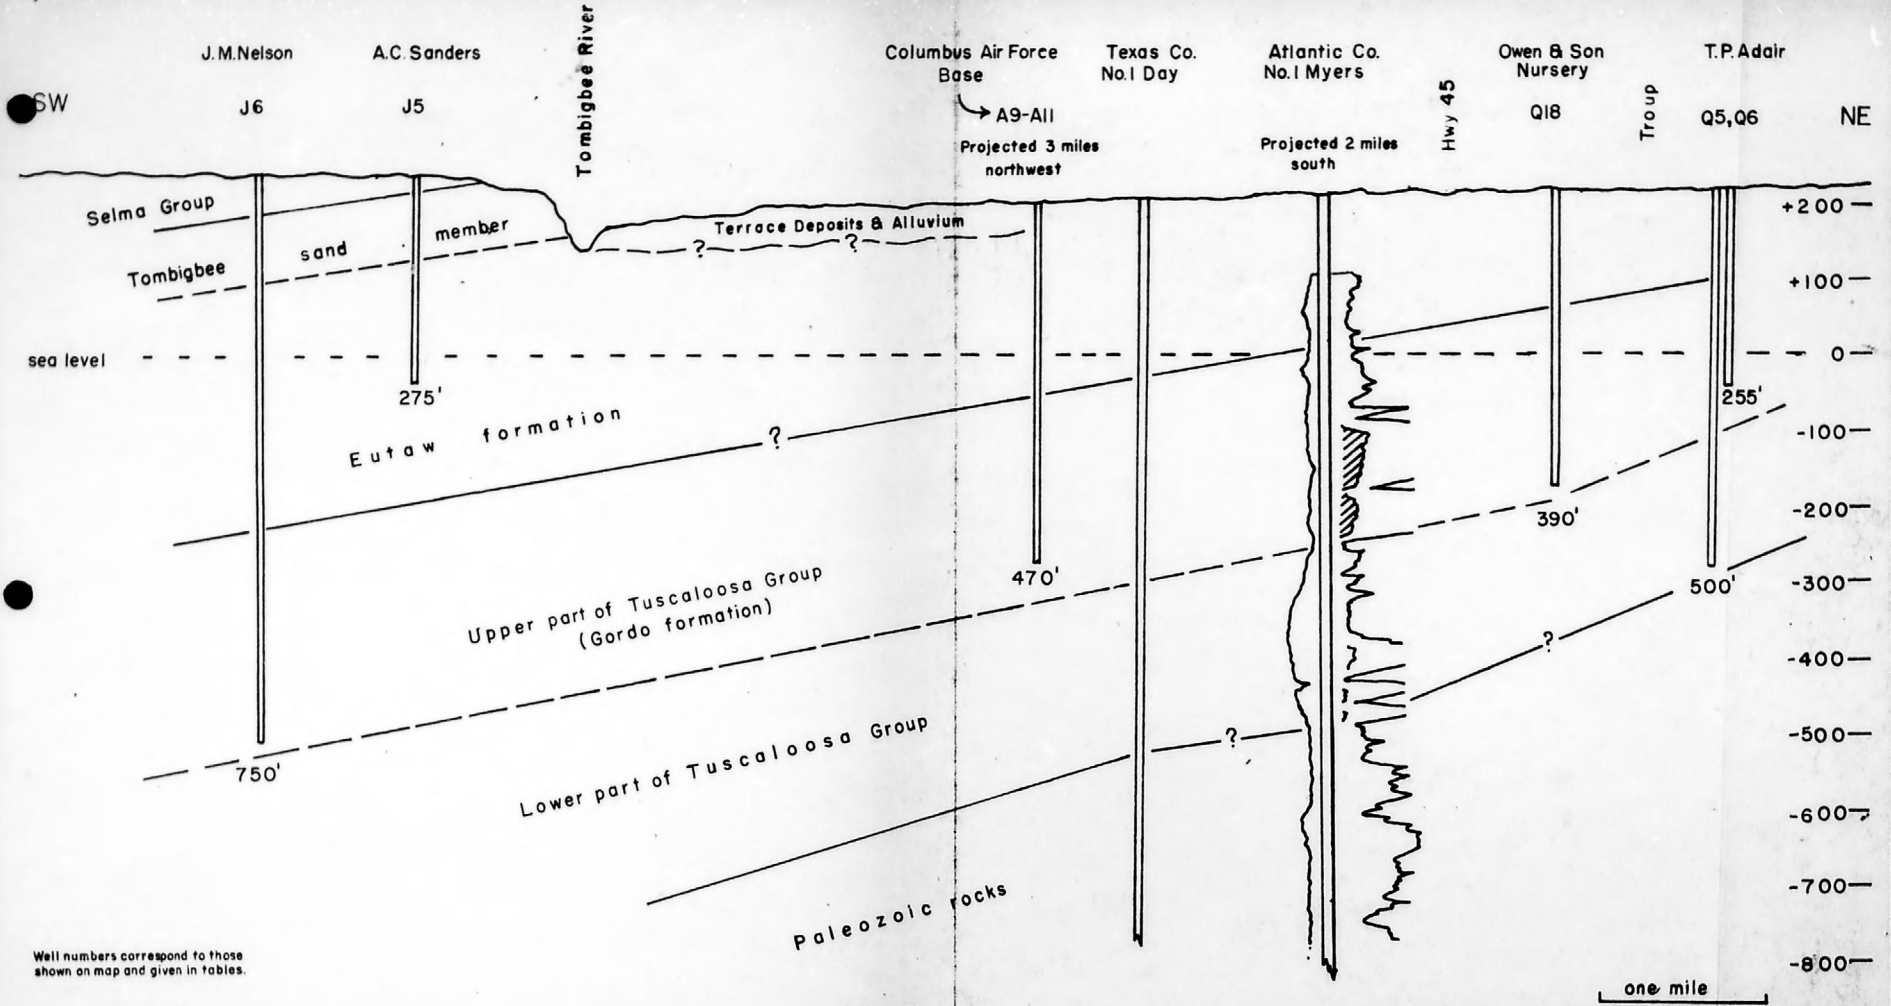 J.M.Nelson
A.C.Sanders
Tombigbee River
Columbus Air Force
Base
Texas Co.
No.1 Day
Atlantic Co.
No.1 Myers
Hwy 45
Owen & Son
Nursery
Troup
T.P.Adair
SW
J6
J5
A9-A11
Q18
Q5,Q6
NE
Projected 3 miles
northwest
Projected 2 miles
south
Selma Group
Tombigbee sand member
Terrace Deposits & Alluvium
? ?
+200
+100
sea level
0
275'
255'
Eutaw formation
?
-100
-200
390'
470'
500'
-300
Upper part of Tuscaloosa Group
(Gordo formation)
?
-400
-500
?
750'
Lower part of Tuscaloosa Group
-600
-700
Paleozoic rocks
-800
Well numbers correspond to those
shown on map and given in tables.
one mile